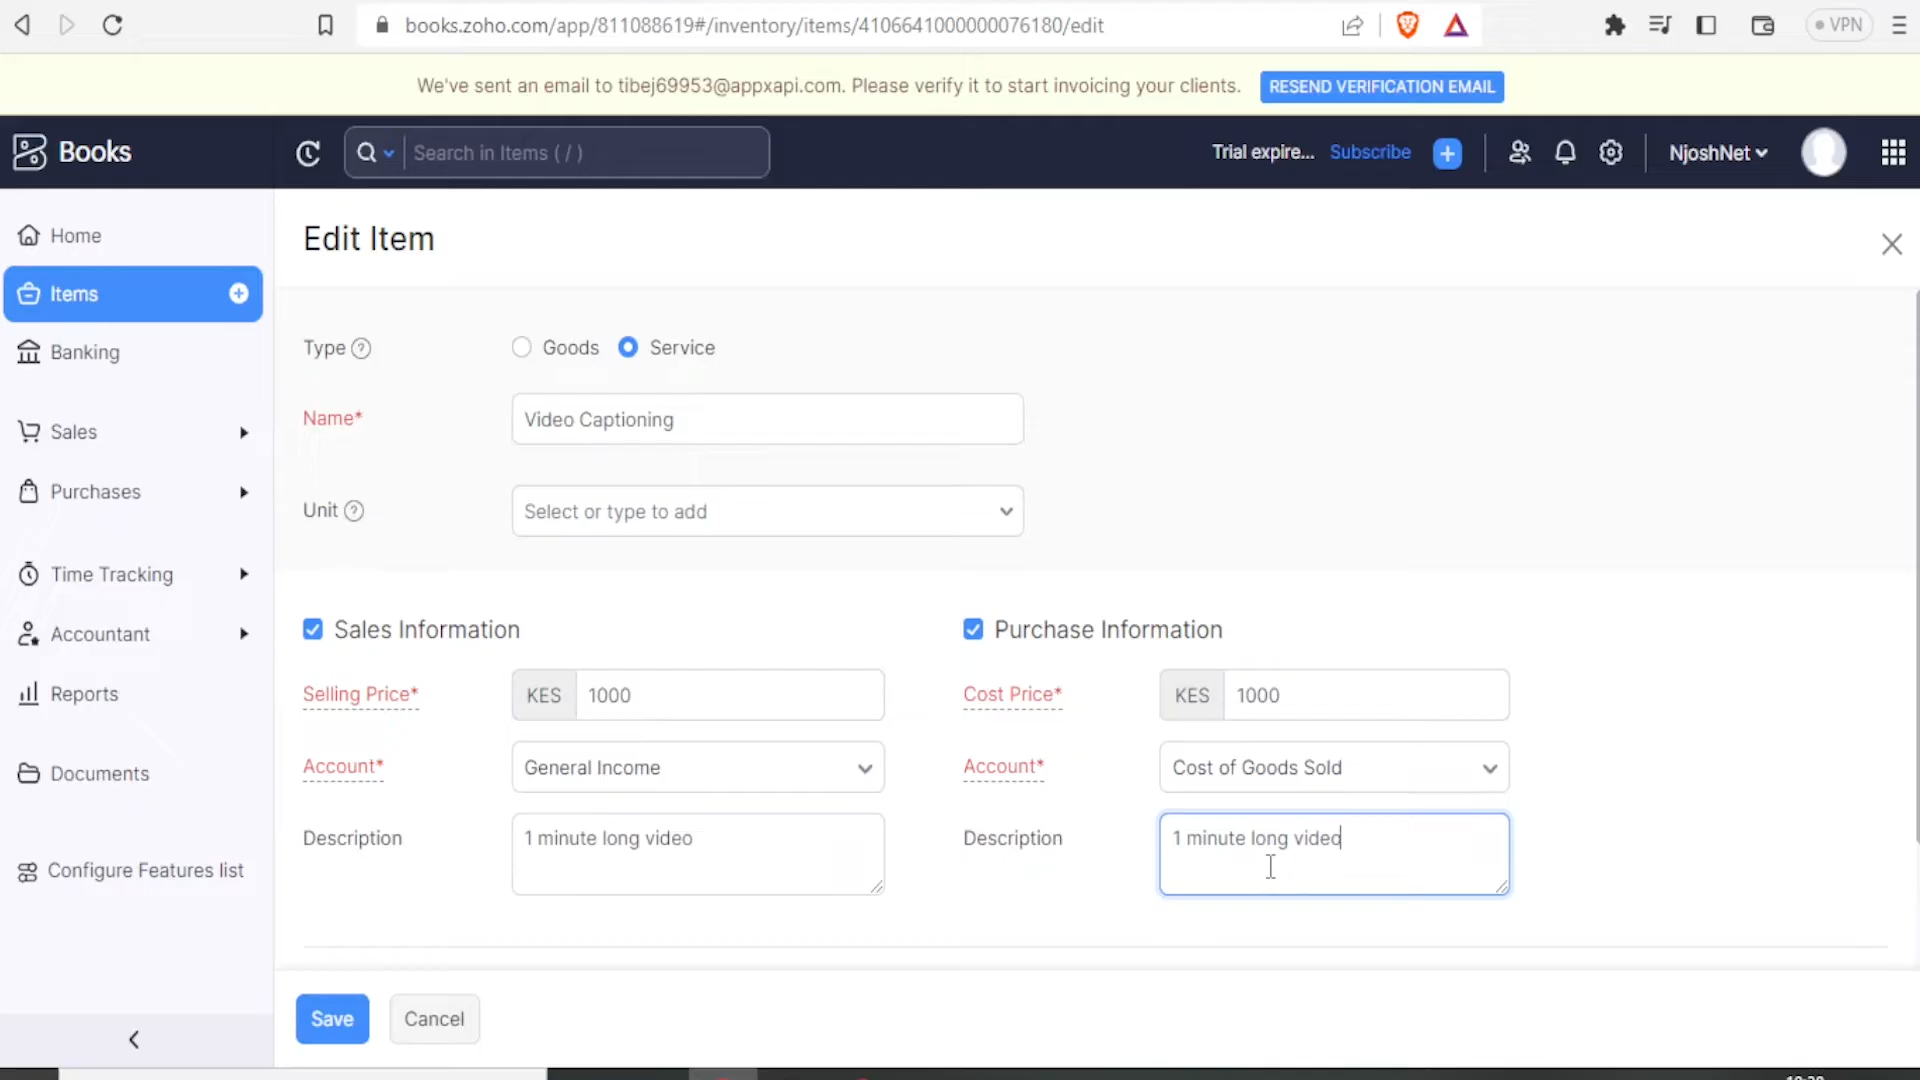 books.zoho.com/app/811088619#/inventory/items/4106641000000076180/edit
VPN
We've sent an email to tibej69953@appxapi.com. Please verify it to start invoicing your clients.
RESEND VERIFICATION EMAIL
Books
Search in Items ( / )
Trial expire...
Subscribe
NjoshNet
Home
Items
Banking
Sales
Purchases
Time Tracking
Accountant
Reports
Documents
Configure Features list
Edit Item
Type
Goods
Service
Name*
Video Captioning
Unit
Select or type to add
Sales Information
Selling Price*
KES
1000
Account*
General Income
Description
1 minute long video
Purchase Information
Cost Price*
KES
1000
Account*
Cost of Goods Sold
Description
1 minute long video
Save
Cancel